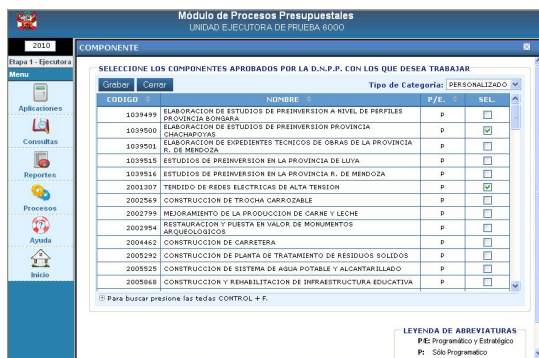 Módulo de Procesos Presupuestales
UNIDAD EJECUTORA DE PRUEBA 6000
2010
Etapa 1 - Ejecutora
Menu
Aplicaciones
Consultas
Reportes
Procesos
Ayuda
Inicio
COMPONENTE
SELECCIONE LOS COMPONENTES APROBADOS POR LA D.N.P.P. CON LOS QUE DESEA TRABAJAR
Grabar Cerrar Tipo de Categoría: PERSONALIZADO
CODIGO NOMBRE P/E. SEL.
1039499 ELABORACION DE ESTUDIOS DE PREINVERSION A NIVEL DE PERFILES PROVINCIA BONGARA P
1039500 ELABORACION DE ESTUDIOS DE PREINVERSION PROVINCIA CHACHAPOYAS P
1039501 ELABORACION DE EXPEDIENTES TECNICOS DE OBRAS DE LA PROVINCIA R. DE MENDOZA P
1039515 ESTUDIOS DE PREINVERSION EN LA PROVINCIA DE LUYA P
1039516 ESTUDIOS DE PREINVERSION EN LA PROVINCIA R. DE MENDOZA P
2001307 TENDIDO DE REDES ELECTRICAS DE ALTA TENSION P
2002569 CONSTRUCCION DE TROCHA CARROZABLE P
2002799 MEJORAMIENTO DE LA PRODUCCION DE CARNE Y LECHE P
2002954 RESTAURACION Y PUESTA EN VALOR DE MONUMENTOS ARQUEOLOGICOS P
2004462 CONSTRUCCION DE CARRETERA P
2005292 CONSTRUCCION DE PLANTA DE TRATAMIENTO DE RESIDUOS SOLIDOS P
2005525 CONSTRUCCION DE SISTEMA DE AGUA POTABLE Y ALCANTARILLADO P
2005868 CONSTRUCCION Y REHABILITACION DE INFRAESTRUCTURA EDUCATIVA P
Para buscar presione las teclas CONTROL + F.
LEYENDA DE ABREVIATURAS
P/E: Programático y Estratégico
P: Sólo Programatico